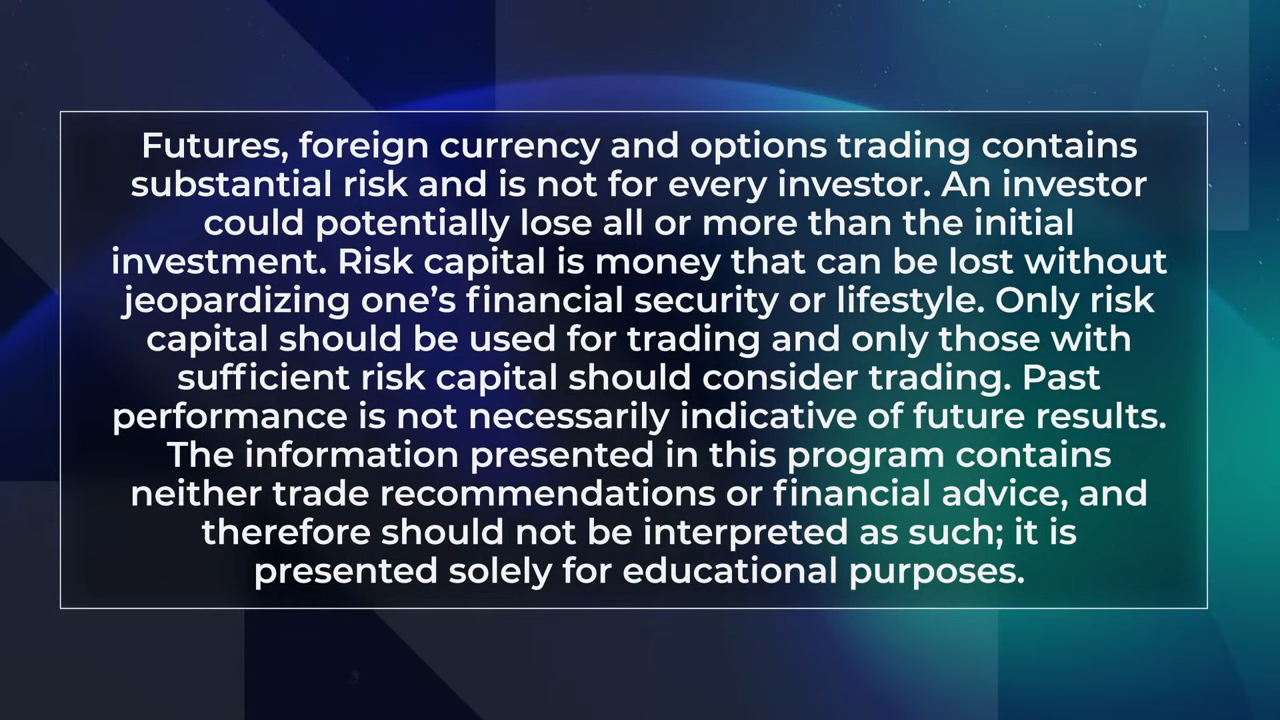 Futures, foreign currency and options trading contains
substantial risk and is not for every investor. An investor
could potentially lose all or more than the initial
investment. Risk capital is money that can be lost without
jeopardizing one’s financial security or lifestyle. Only risk
capital should be used for trading and only those with
sufficient risk capital should consider trading. Past
performance is not necessarily indicative of future results.
The information presented in this program contains
neither trade recommendations or financial advice, and
therefore should not be interpreted as such; it is
presented solely for educational purposes.